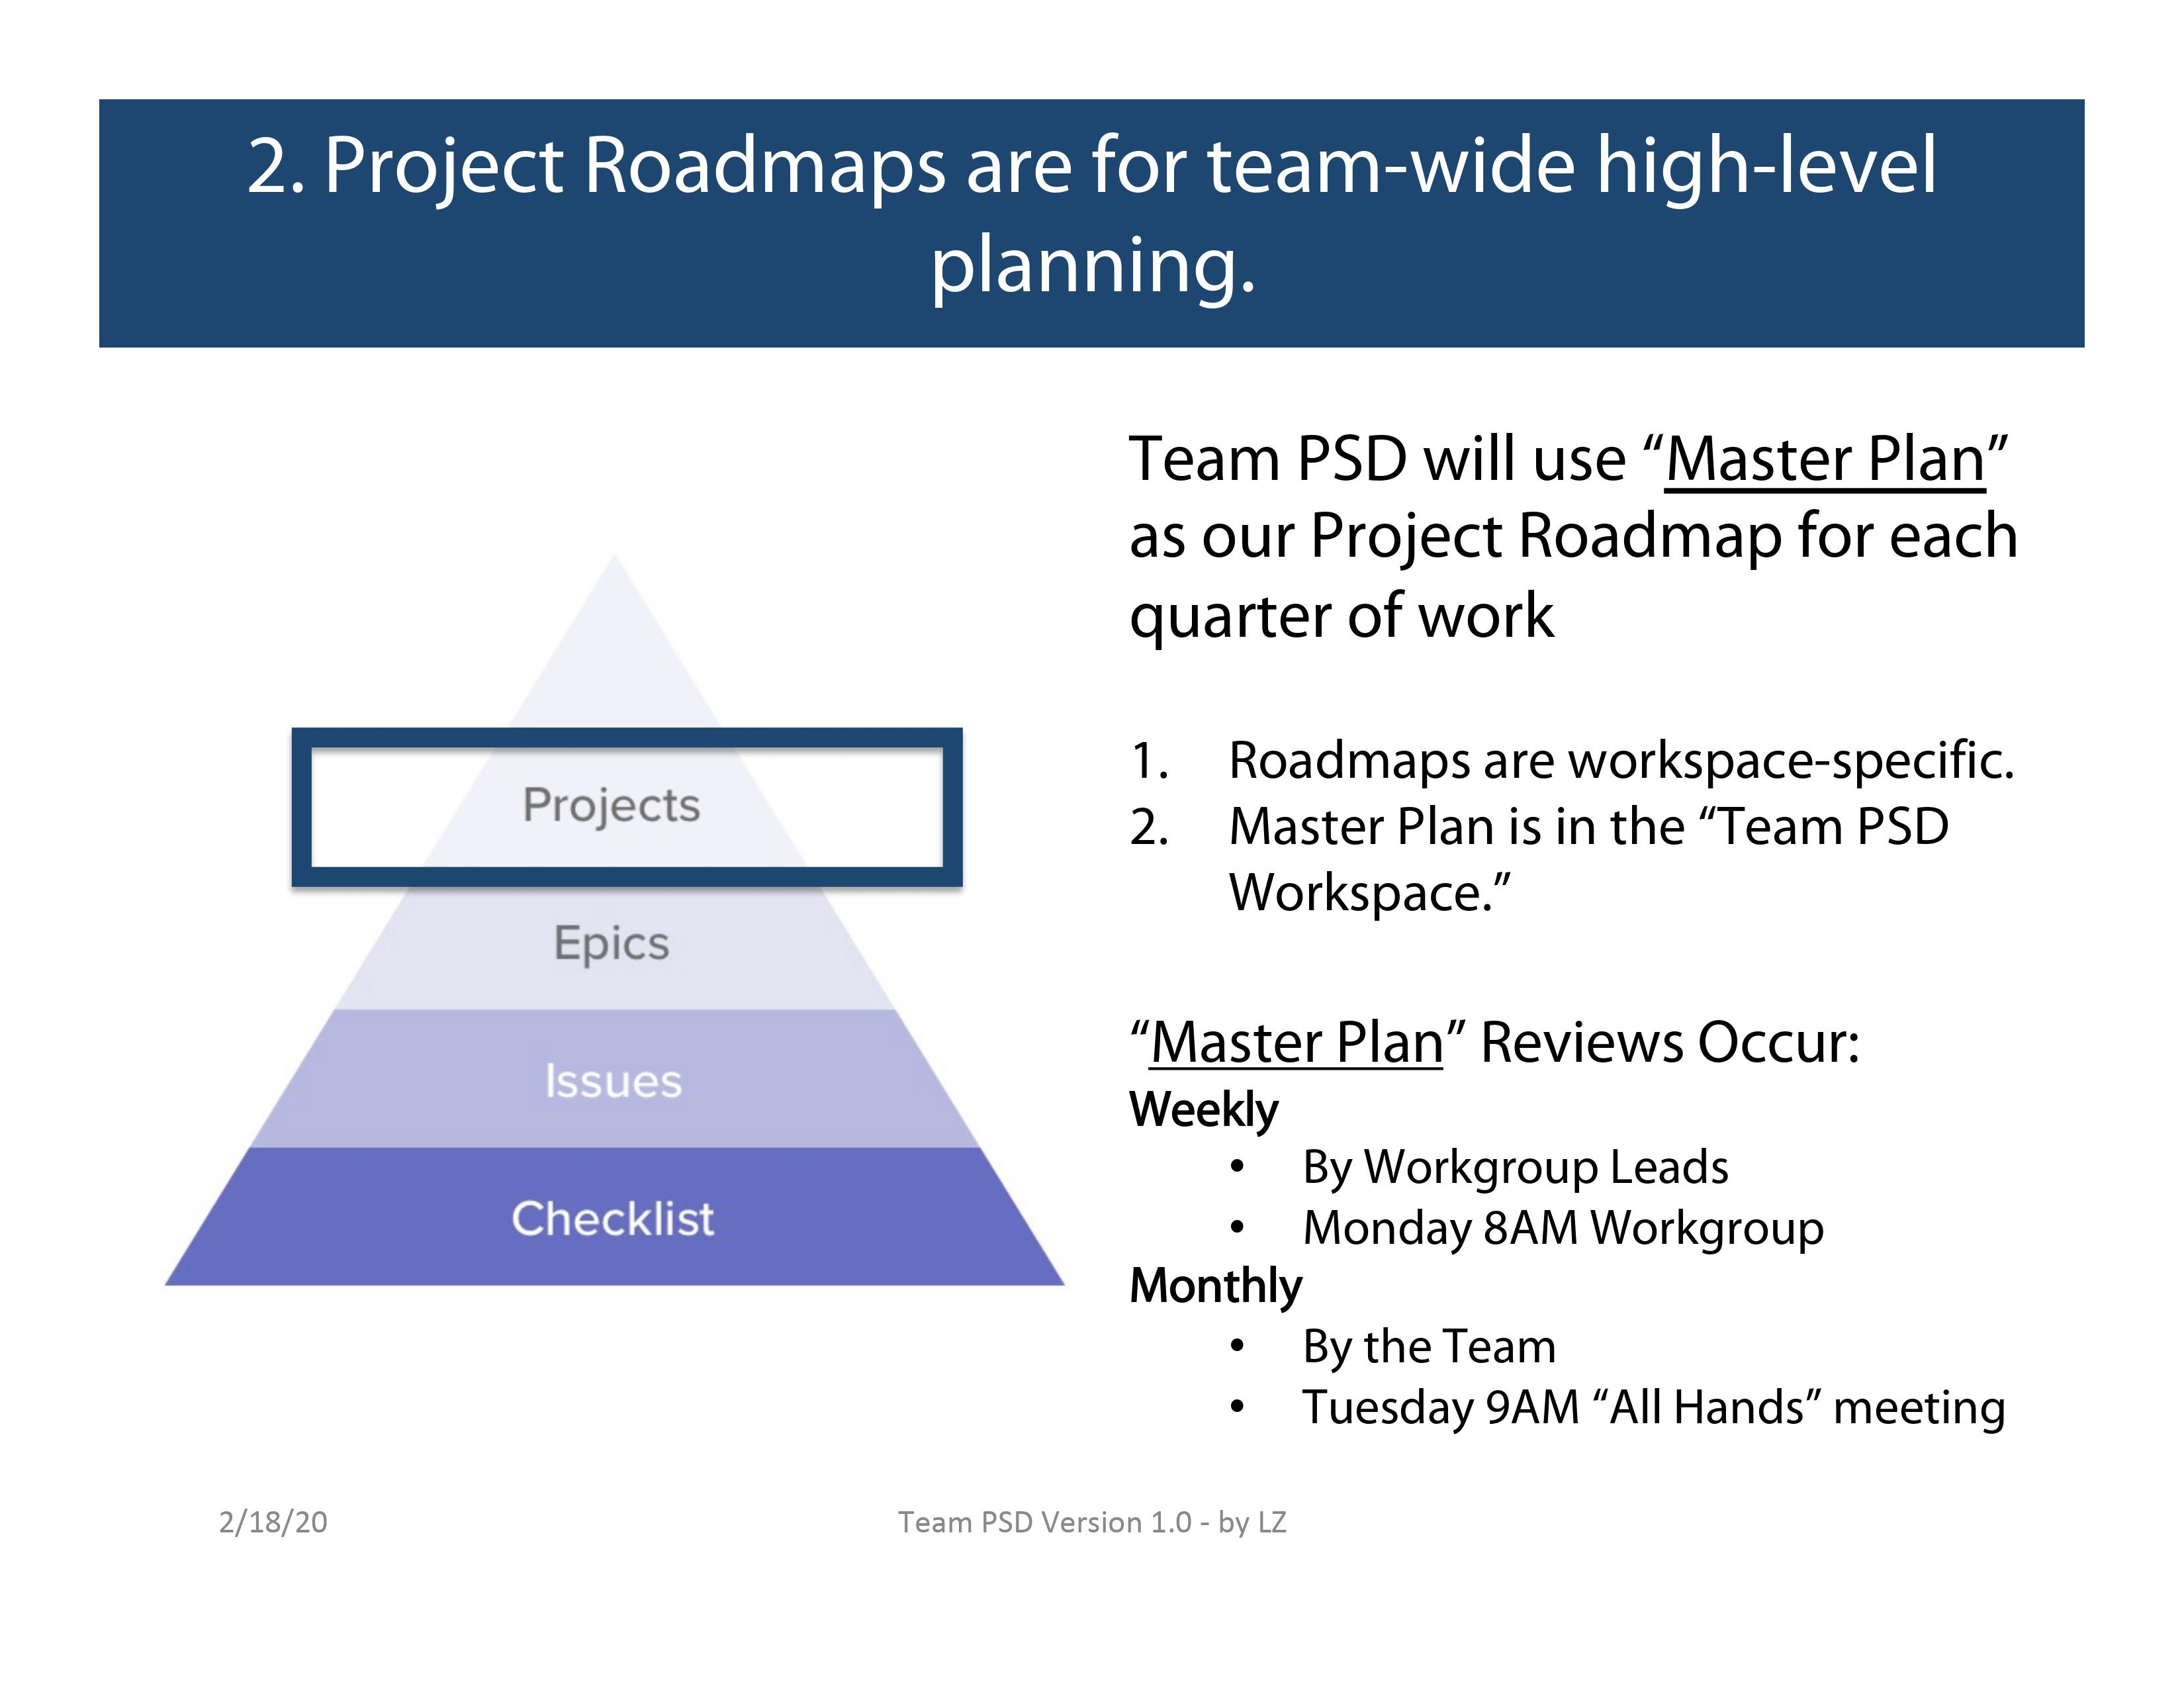 2. Project Roadmaps are for team-wide high-level
planning.
Projects
Epics
Issues
Checklist
Team PSD will use “Master Plan”
as our Project Roadmap for each
quarter of work
1. Roadmaps are workspace-specific.
2. Master Plan is in the “Team PSD
Workspace.”
“Master Plan” Reviews Occur:
Weekly
• By Workgroup Leads
• Monday 8AM Workgroup
Monthly
• By the Team
• Tuesday 9AM “All Hands” meeting
2/18/20
Team PSD Version 1.0 - by LZ